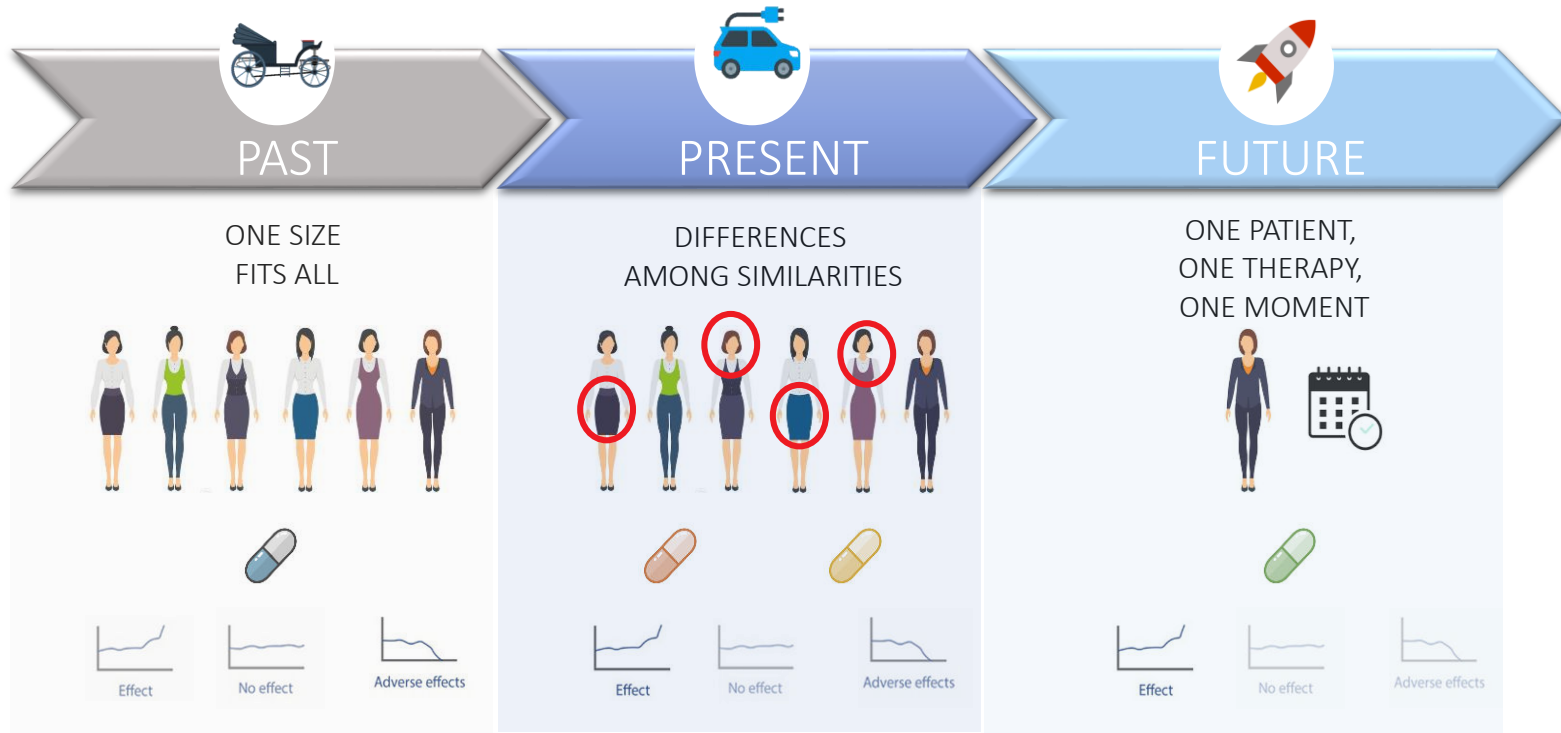 PAST
PRESENT
FUTURE
ONE SIZE
FITS ALL
DIFFERENCES
AMONG SIMILARITIES
ONE PATIENT,
ONE THERAPY,
ONE MOMENT
Effect
No effect
Adverse effects
Effect
No effect
Adverse effects
Effect
No effect
Adverse effects